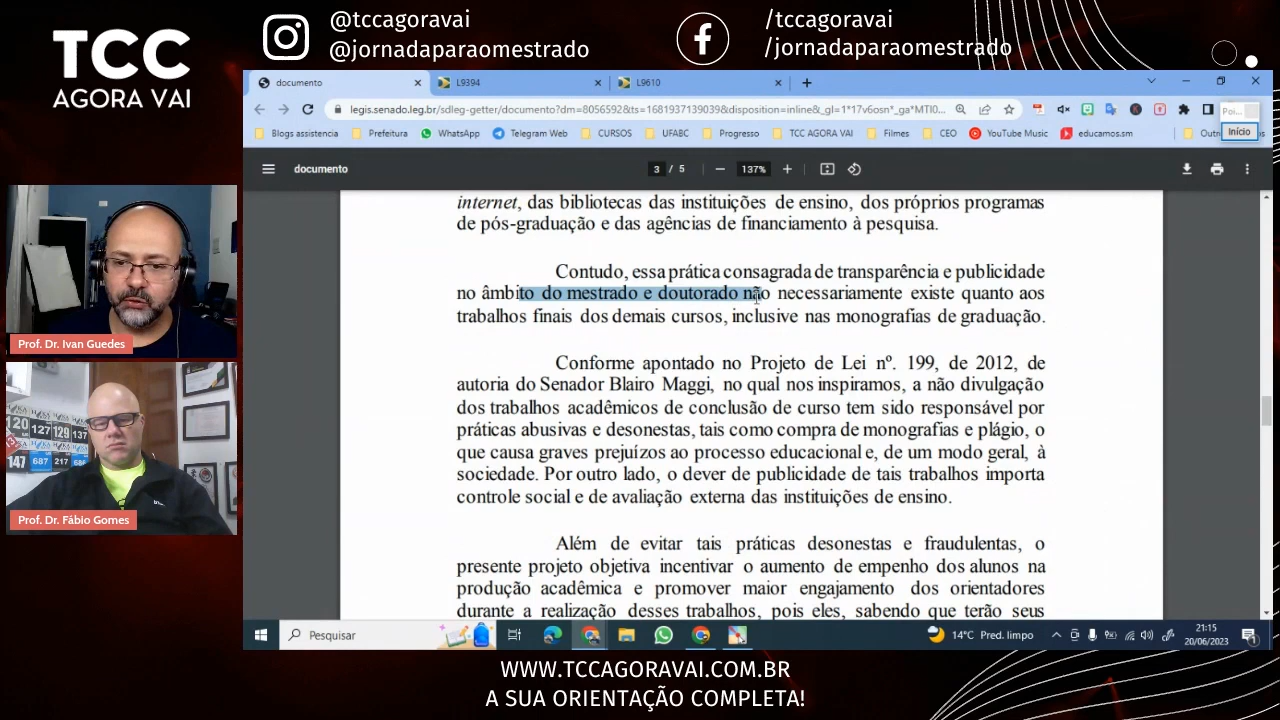 TCC
AGORA VAI
@tccagoravai
@jornadaparaomestrado
/tccagoravai
/jornadaparaomestrado
documento
L9394
L9610
legis.senado.leg.br/sdleg-getter/documento?dm=8056592&ts=1681937139039&disposition=inline&_gl=1*17v6osn*_ga*MTI0...
Poi...
Início
Blogs assistencia
Prefeitura
WhatsApp
Telegram Web
CURSOS
UFABC
Progresso
TCC AGORA VAI
Filmes
CEO
YouTube Music
educamos.sm
documento
3 / 5
137%
internet, das bibliotecas das instituições de ensino, dos próprios programas
de pós-graduação e das agências de financiamento à pesquisa.
Contudo, essa prática consagrada de transparência e publicidade
no âmbito do mestrado e doutorado não necessariamente existe quanto aos
trabalhos finais dos demais cursos, inclusive nas monografias de graduação.
Conforme apontado no Projeto de Lei nº. 199, de 2012, de
autoria do Senador Blairo Maggi, no qual nos inspiramos, a não divulgação
dos trabalhos acadêmicos de conclusão de curso tem sido responsável por
práticas abusivas e desonestas, tais como compra de monografias e plágio, o
que causa graves prejuízos ao processo educacional e, de um modo geral, à
sociedade. Por outro lado, o dever de publicidade de tais trabalhos importa
controle social e de avaliação externa das instituições de ensino.
Além de evitar tais práticas desonestas e fraudulentas, o
presente projeto objetiva incentivar o aumento de empenho dos alunos na
produção acadêmica e promover maior engajamento dos orientadores
durante a realização desses trabalhos, pois eles, sabendo que terão seus
Prof. Dr. Ivan Guedes
120 127 129 137
147 687 217 686
Prof. Dr. Fábio Gomes
Pesquisar
14°C Pred. limpo
21:15
20/06/2023
WWW.TCCAGORAVAI.COM.BR
A SUA ORIENTAÇÃO COMPLETA!